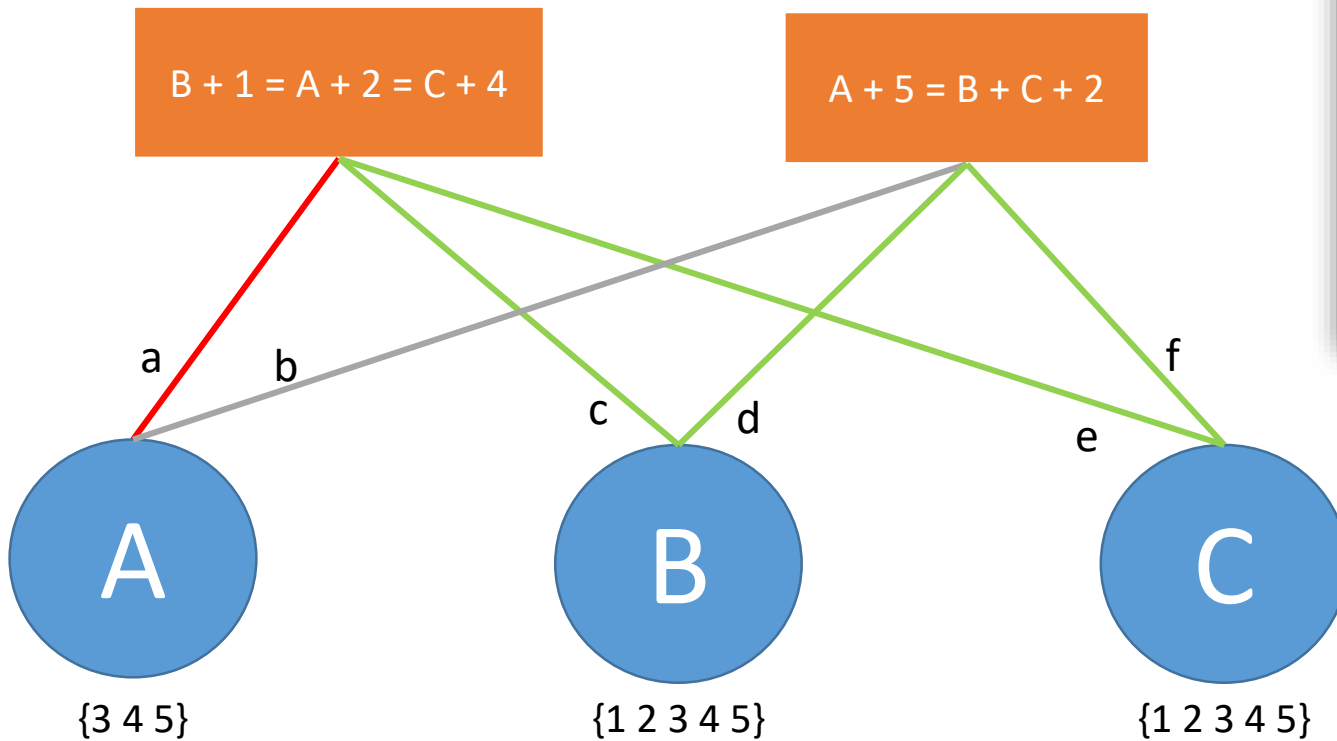 B + 1 = A + 2 = C + 4
A + 5 = B + C + 2
a
b
c
d
e
f
A
B
C
{3 4 5}
{1 2 3 4 5}
{1 2 3 4 5}